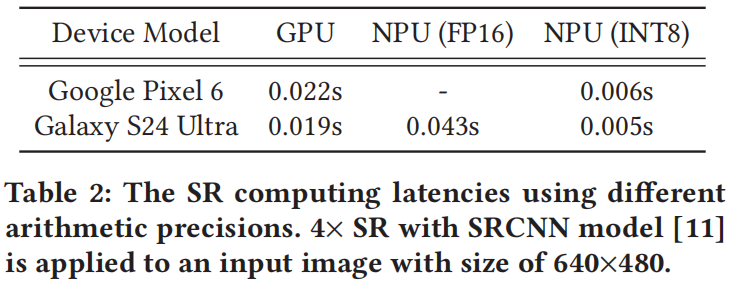 Device Model GPU NPU (FP16) NPU (INT8)
Google Pixel 6 0.022s - 0.006s
Galaxy S24 Ultra 0.019s 0.043s 0.005s
Table 2: The SR computing latencies using different
arithmetic precisions. 4× SR with SRCNN model [11]
is applied to an input image with size of 640×480.